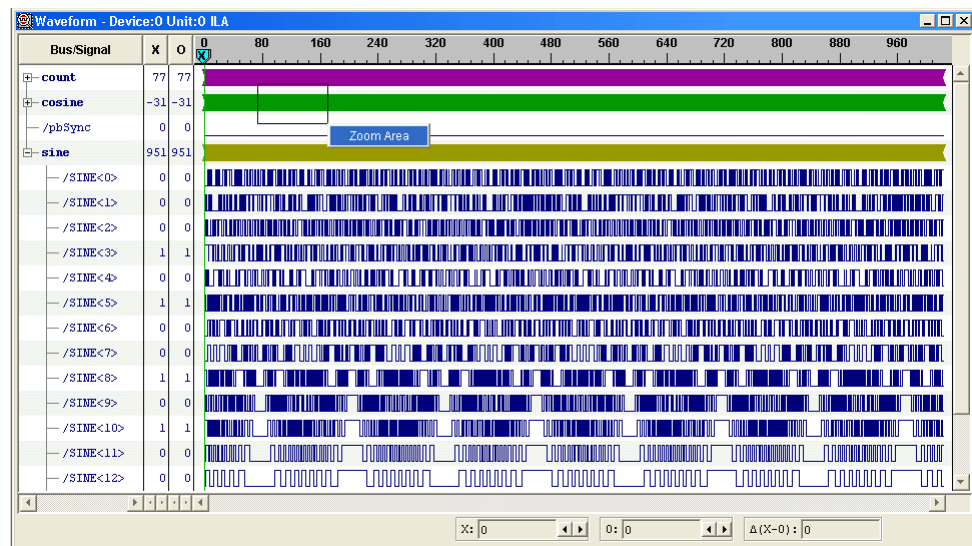 Waveform - Device:0 Unit:0 ILA
Bus/Signal X O 0 80 160 240 320 400 480 560 640 720 800 880 960
X
count 77 77
cosine -31 -31
/pbSync 0 0
Zoom Area
sine 951 951
/SINE<0> 0 0
/SINE<1> 0 0
/SINE<2> 0 0
/SINE<3> 1 1
/SINE<4> 0 0
/SINE<5> 1 1
/SINE<6> 0 0
/SINE<7> 0 0
/SINE<8> 1 1
/SINE<9> 0 0
/SINE<10> 1 1
/SINE<11> 0 0
/SINE<12> 0 0
X: 0 O: 0 Δ(X-O): 0